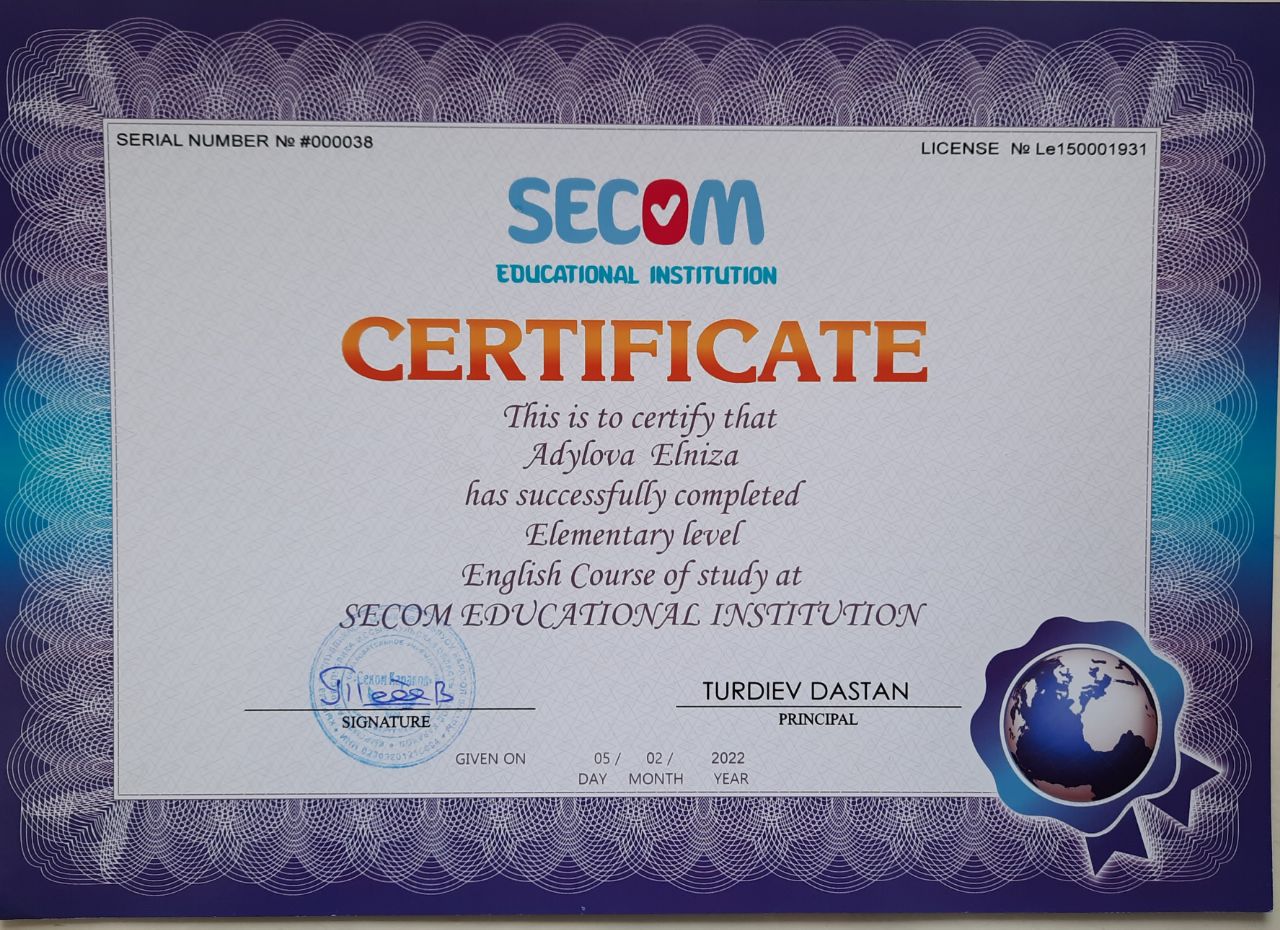 SERIAL NUMBER № #000038
LICENSE № Le150001931
SECOM
EDUCATIONAL INSTITUTION
CERTIFICATE
This is to certify that
Adylova Elniza
has successfully completed
Elementary level
English Course of study at
SECOM EDUCATIONAL INSTITUTION
TURDIEV DASTAN
SIGNATURE
PRINCIPAL
GIVEN ON 05 / 02 / 2022
DAY MONTH YEAR